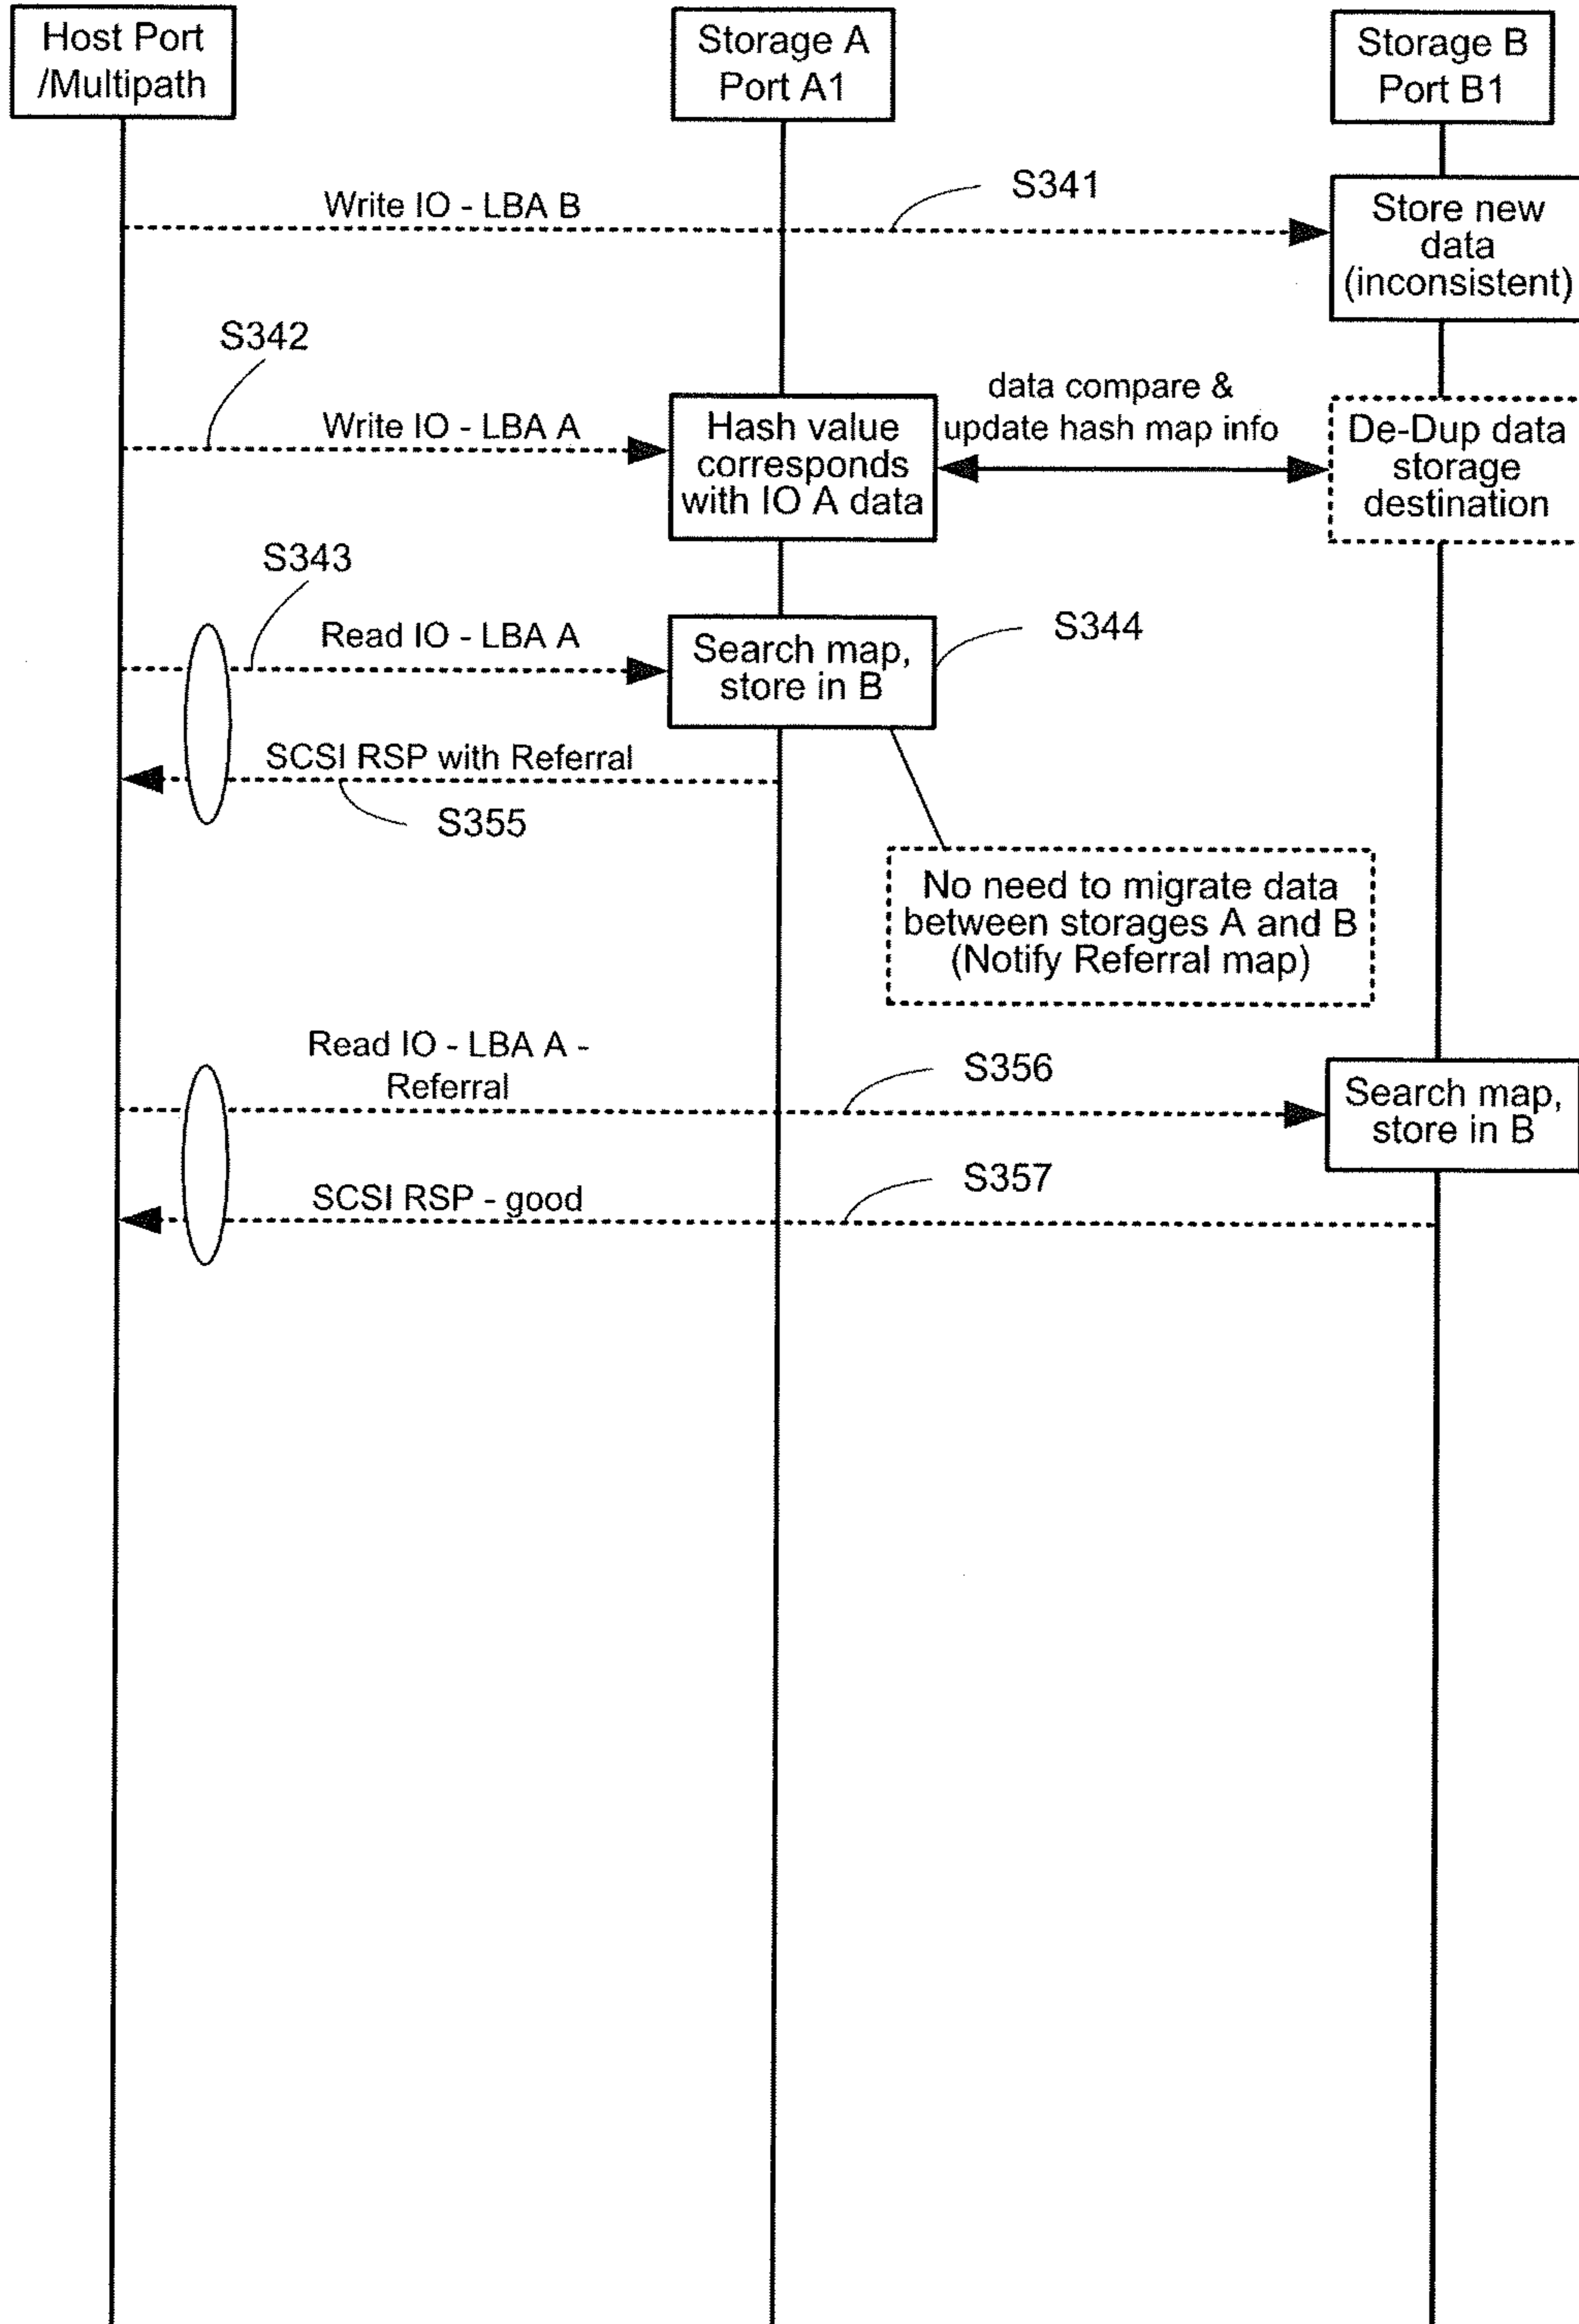 Host Port
/Multipath
Storage A
Port A1
Storage B
Port B1
Write IO - LBA B
S341
Store new
data
(inconsistent)
S342
Write IO - LBA A
Hash value
corresponds
with IO A data
data compare &
update hash map info
De-Dup data
storage
destination
S343
Read IO - LBA A
Search map,
store in B
S344
SCSI RSP with Referral
S355
No need to migrate data
between storages A and B
(Notify Referral map)
Read IO - LBA A -
Referral
S356
Search map,
store in B
SCSI RSP - good
S357